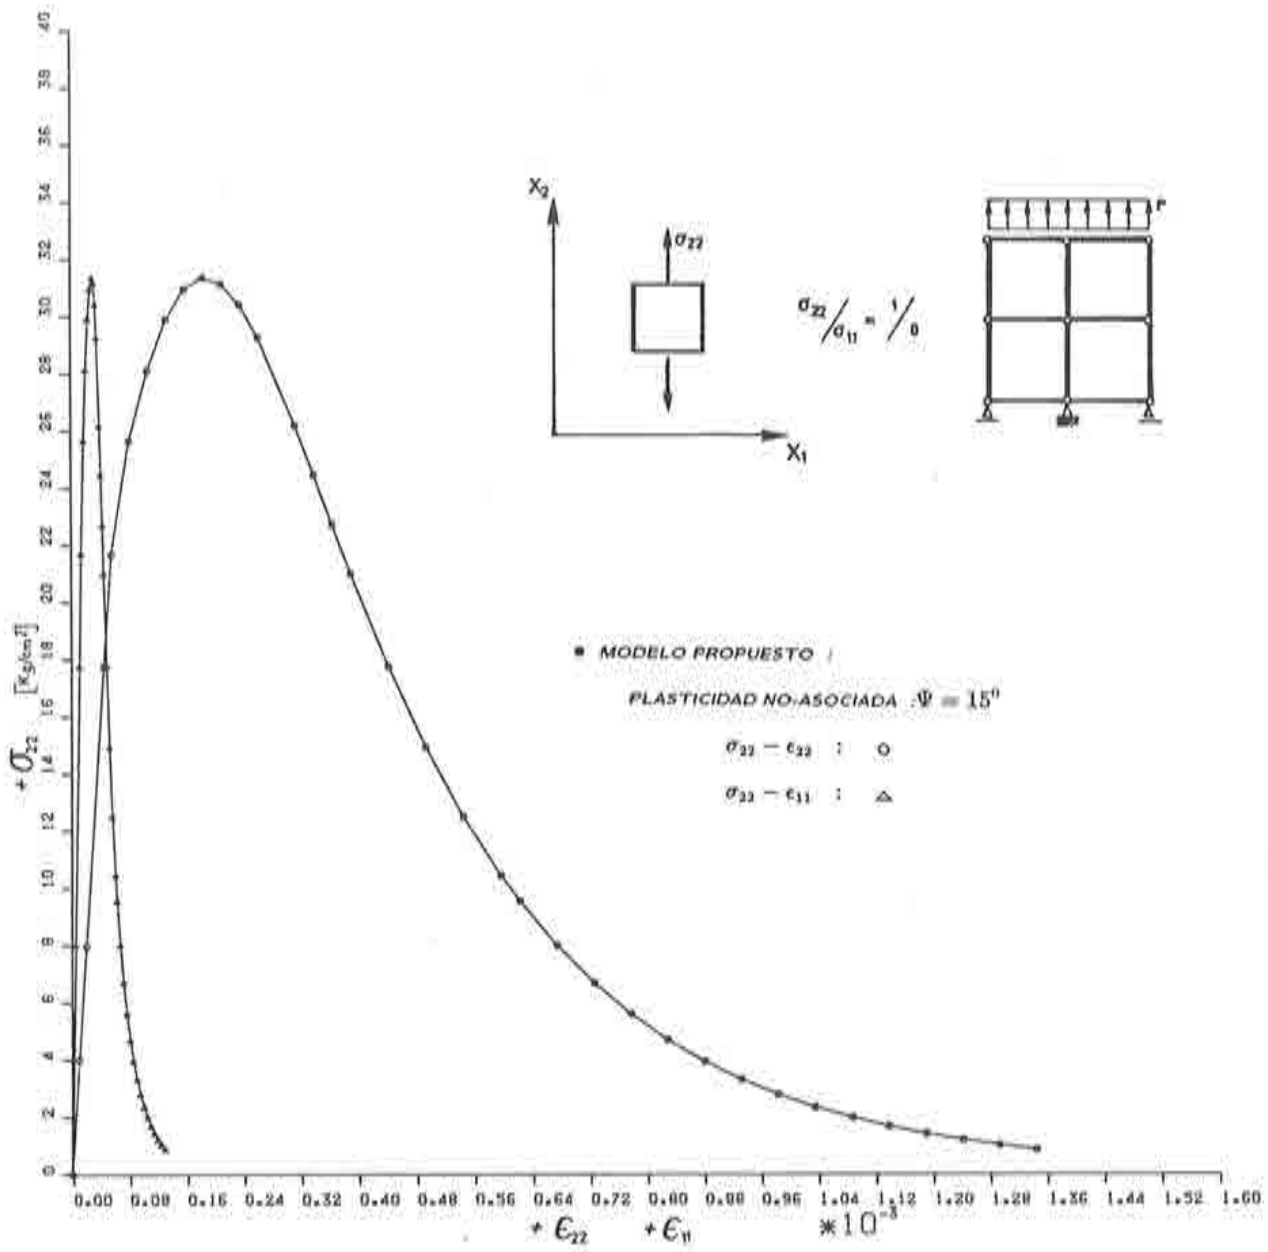 40
38
36
34
32
30
28
26
24
22
20
18
16
14
12
10
8
6
4
2
0
+ σ22 [Kg/cm²]
X2
σ22
σ22/σ11 = 1/0
P
X1
• MODELO PROPUESTO :
PLASTICIDAD NO-ASOCIADA : Ψ = 15°
σ22 − ε22 : ○
σ22 − ε11 : △
0.00 0.08 0.16 0.24 0.32 0.40 0.48 0.56 0.64 0.72 0.80 0.88 0.96 1.04 1.12 1.20 1.28 1.36 1.44 1.52 1.60
+ ε22 + ε11 *10⁻³